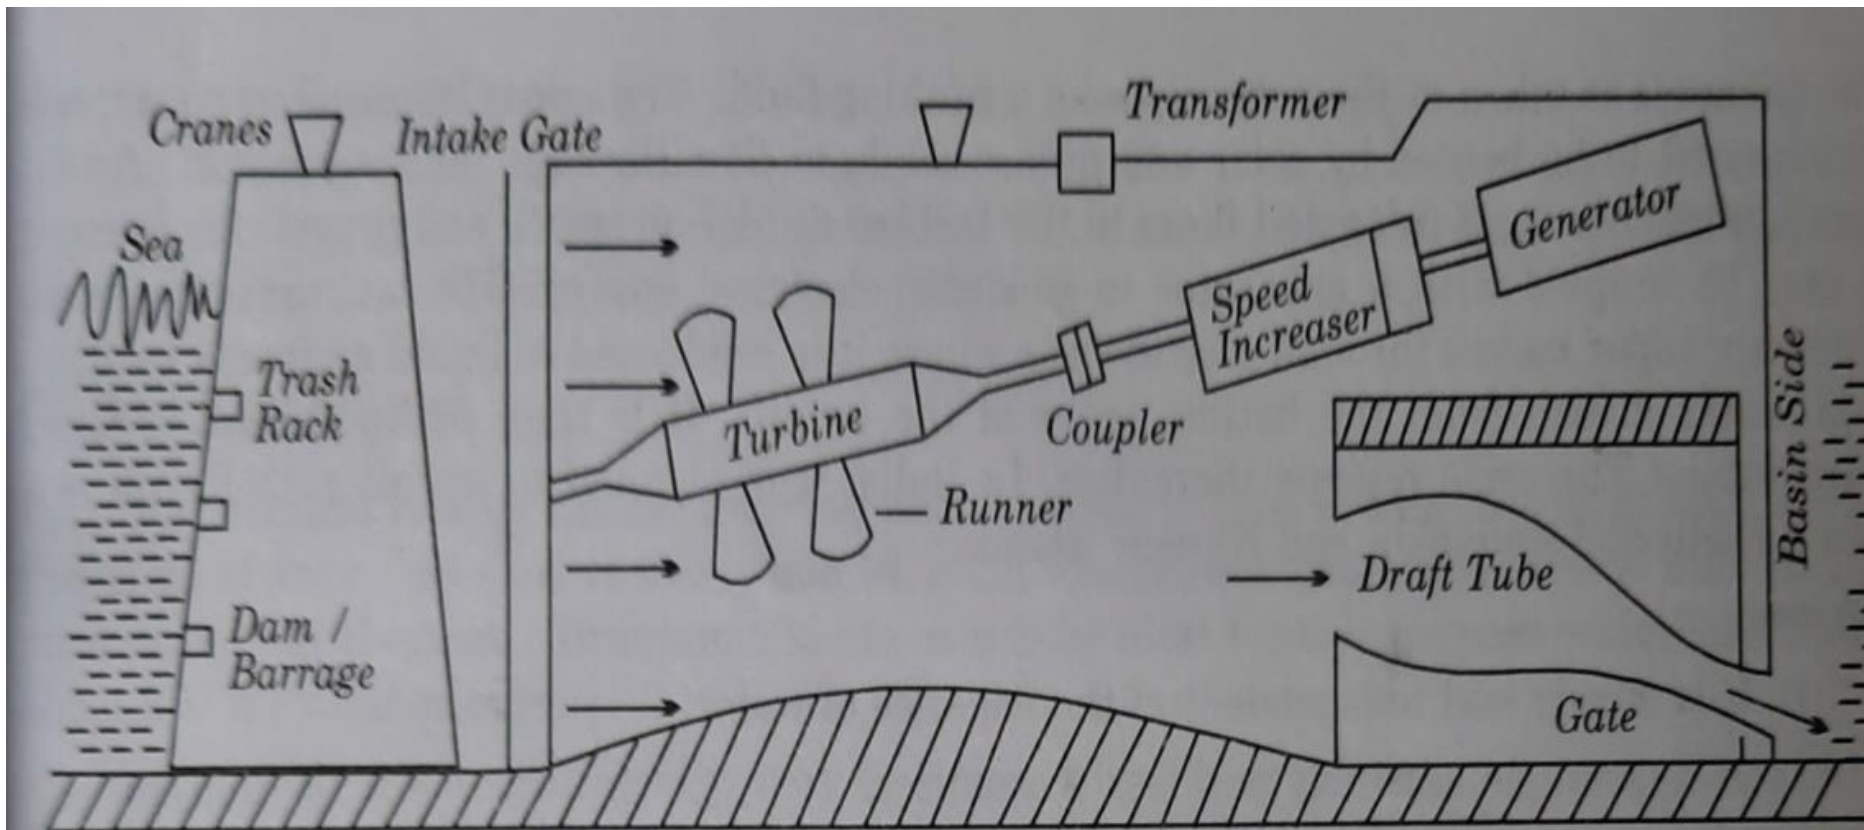 Transformer
Cranes
Intake Gate
Sea
Generator
Speed
Increaser
Trash
Rack
Turbine
Coupler
Basin Side
Runner
Draft Tube
Dam /
Barrage
Gate